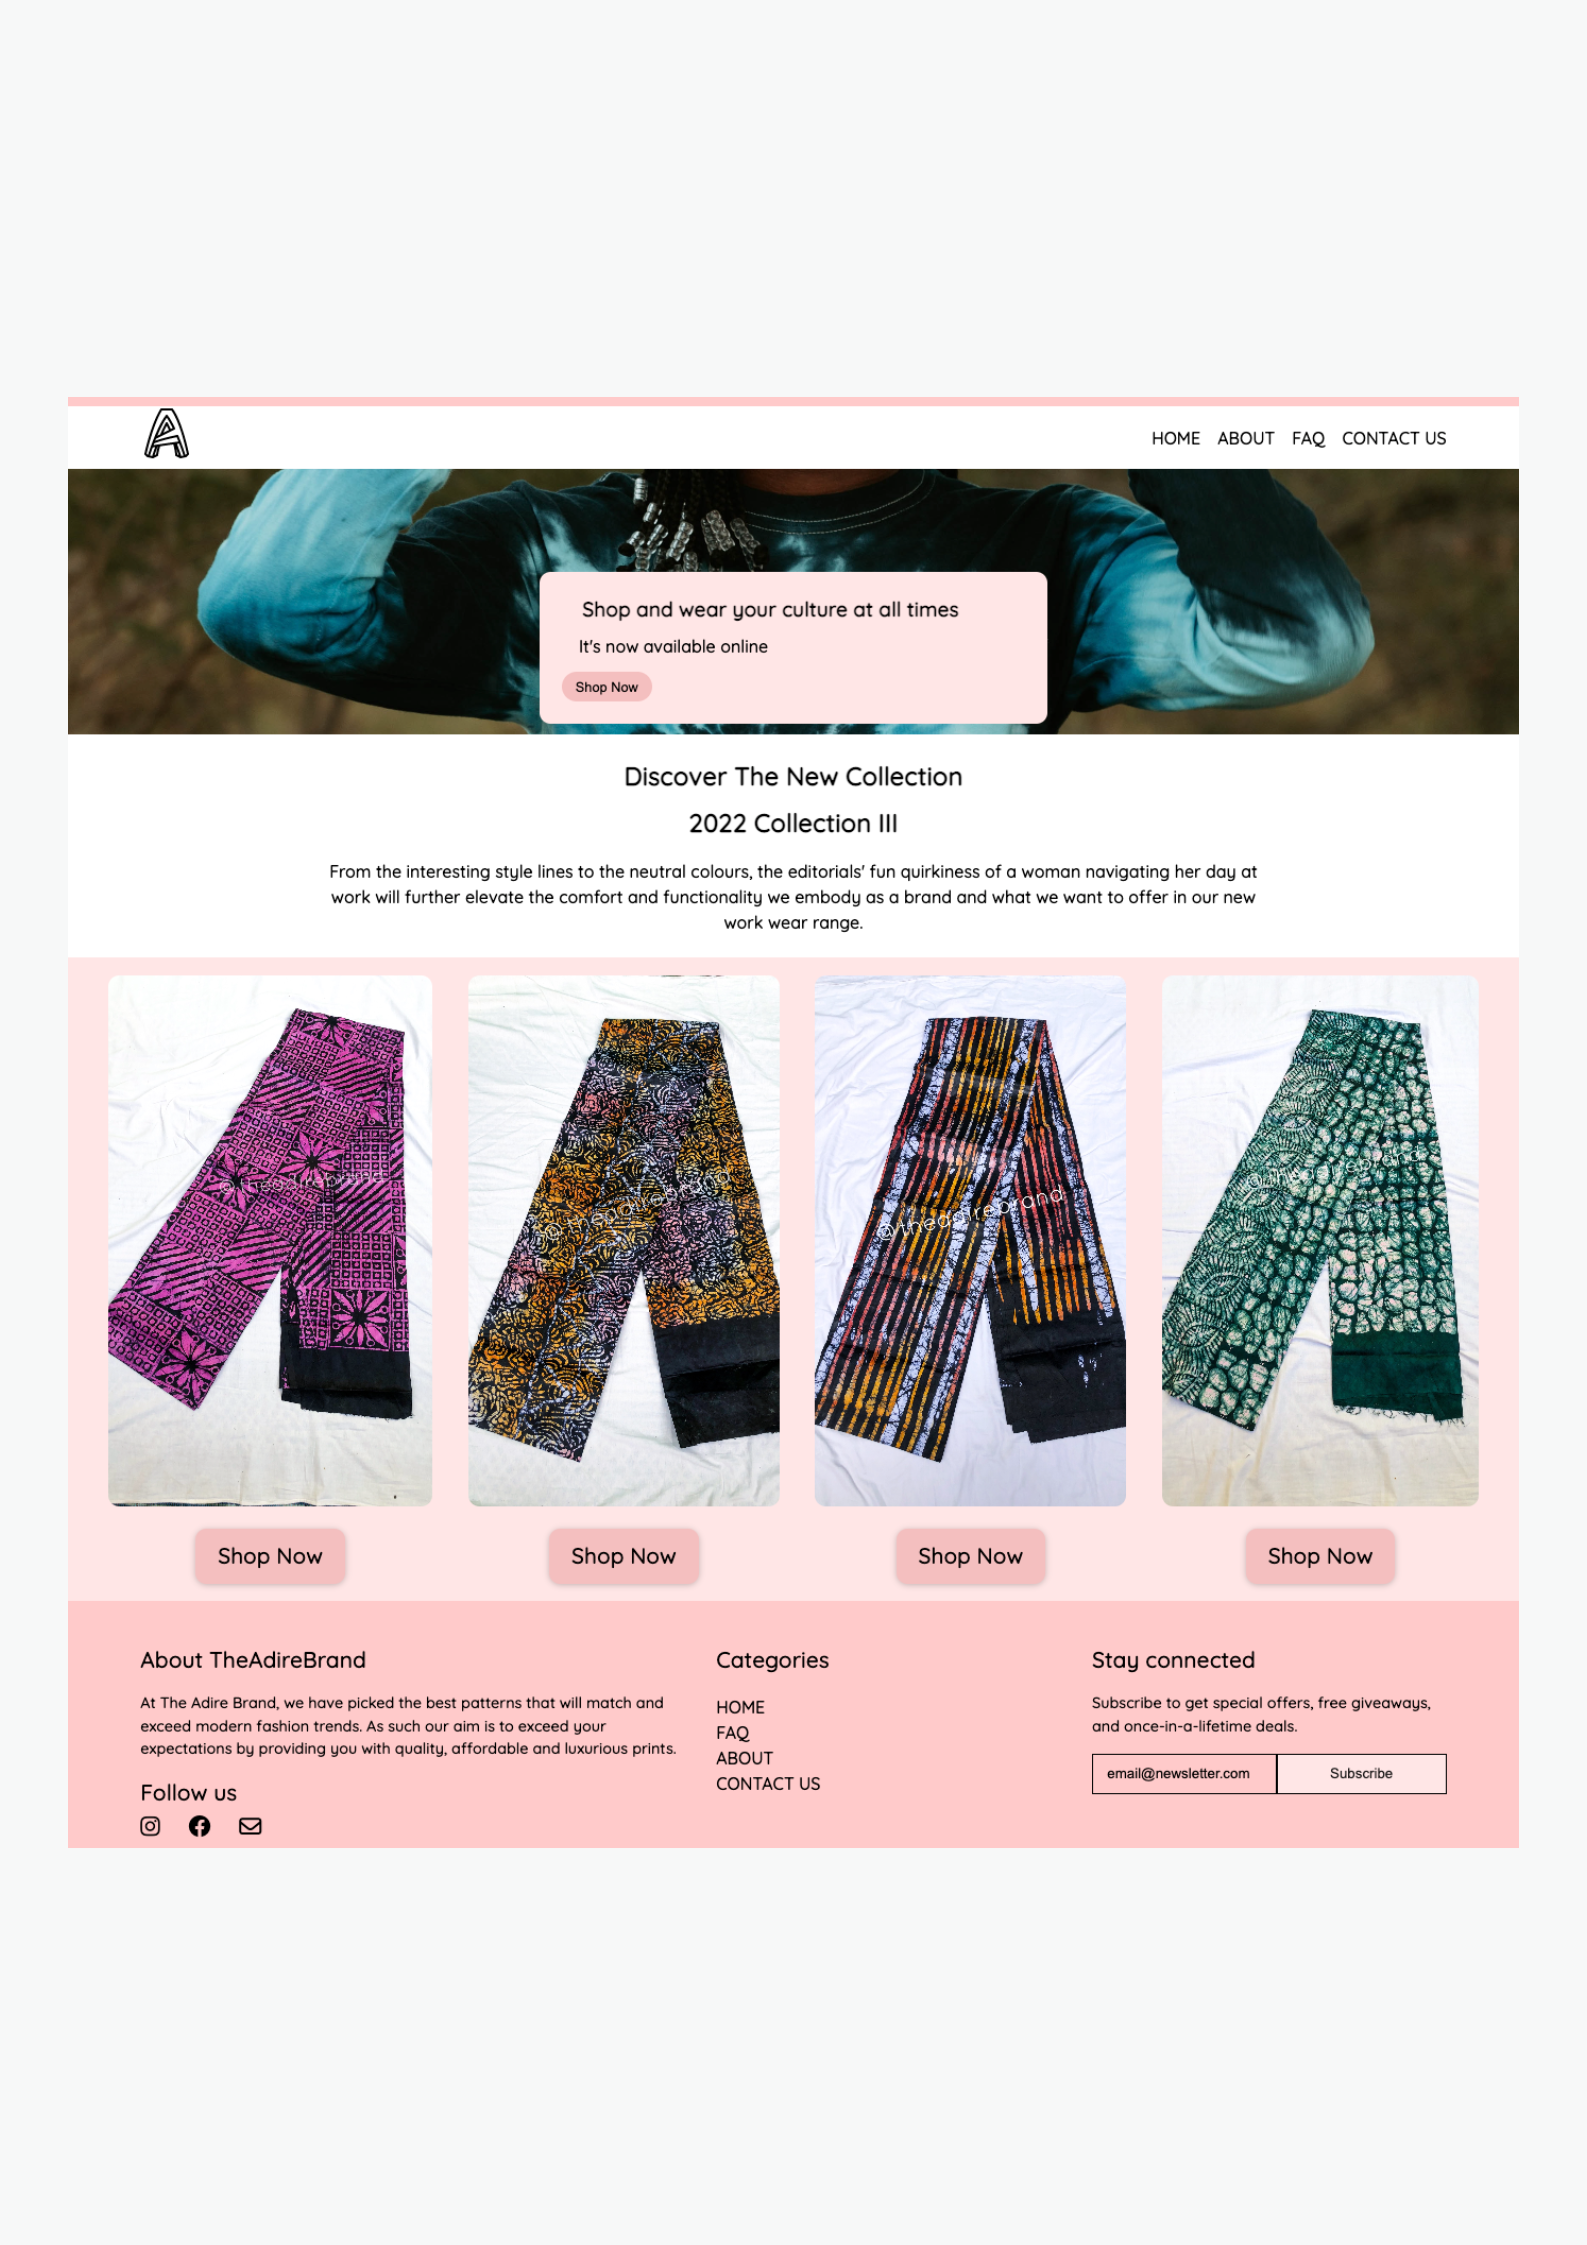 A
HOME ABOUT FAQ CONTACT US
Shop and wear your culture at all times
It's now available online
Shop Now
Discover The New Collection
2022 Collection III
From the interesting style lines to the neutral colours, the editorials' fun quirkiness of a woman navigating her day at
work will further elevate the comfort and functionality we embody as a brand and what we want to offer in our new
work wear range.
@theadirebrand
@theadirebrand
@theadirebrand
@theadirebrand
Shop Now
Shop Now
Shop Now
Shop Now
About TheAdireBrand
At The Adire Brand, we have picked the best patterns that will match and
exceed modern fashion trends. As such our aim is to exceed your
expectations by providing you with quality, affordable and luxurious prints.
Follow us
Categories
HOME
FAQ
ABOUT
CONTACT US
Stay connected
Subscribe to get special offers, free giveaways,
and once-in-a-lifetime deals.
email@newsletter.com
Subscribe